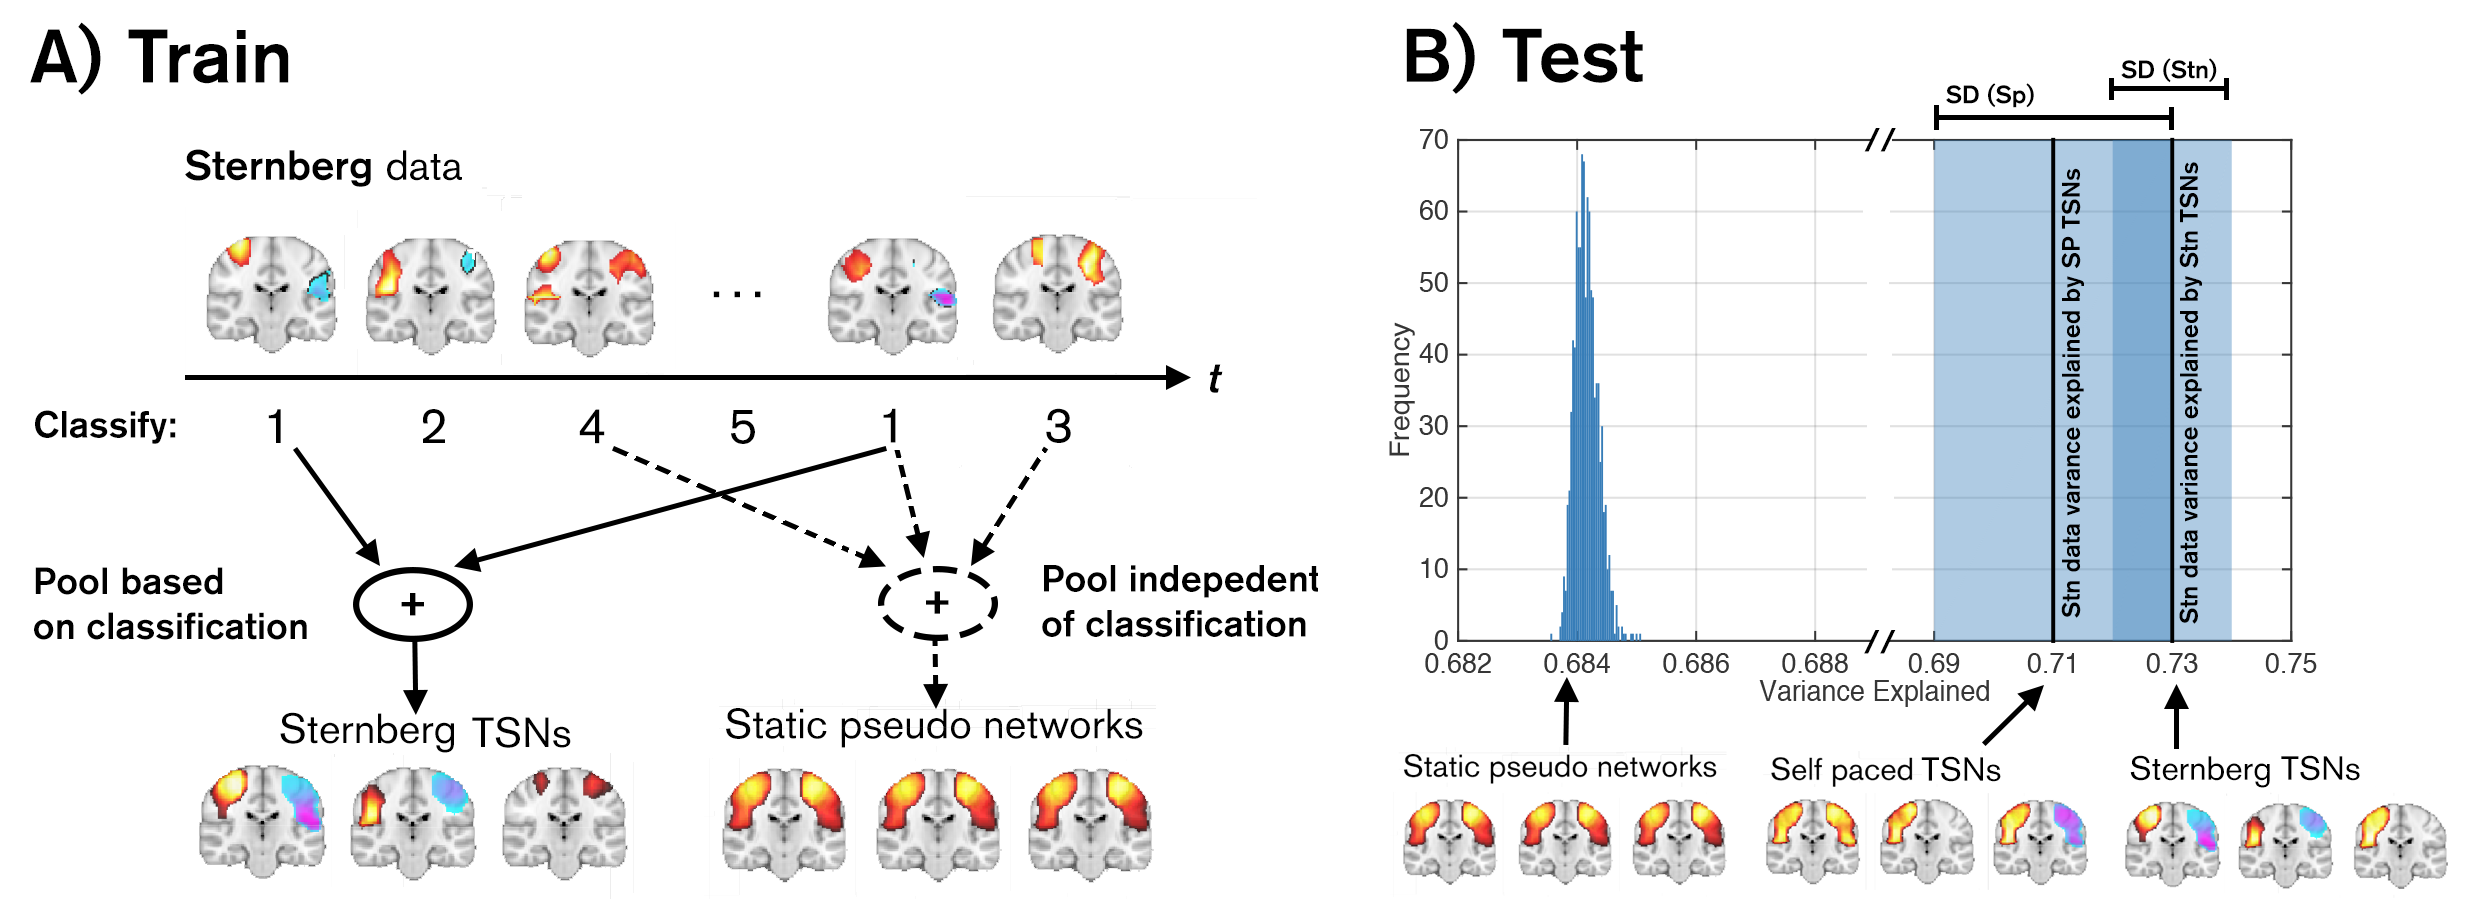 A) Train
Sternberg data
...
t
Classify: 1 2 4 5 1 3
Pool based
on classification
+
+
Pool indepedent
of classification
Sternberg TSNs
Static pseudo networks
B) Test
SD (Stn)
SD (Sp)
70
60
50
40
30
20
10
0
Frequency
Stn data varance explained by SP TSNs
Stn data variance explained by Stn TSNs
0.682 0.684 0.686 0.688 0.69 0.71 0.73 0.75
Variance Explained
Static pseudo networks
Self paced TSNs
Sternberg TSNs